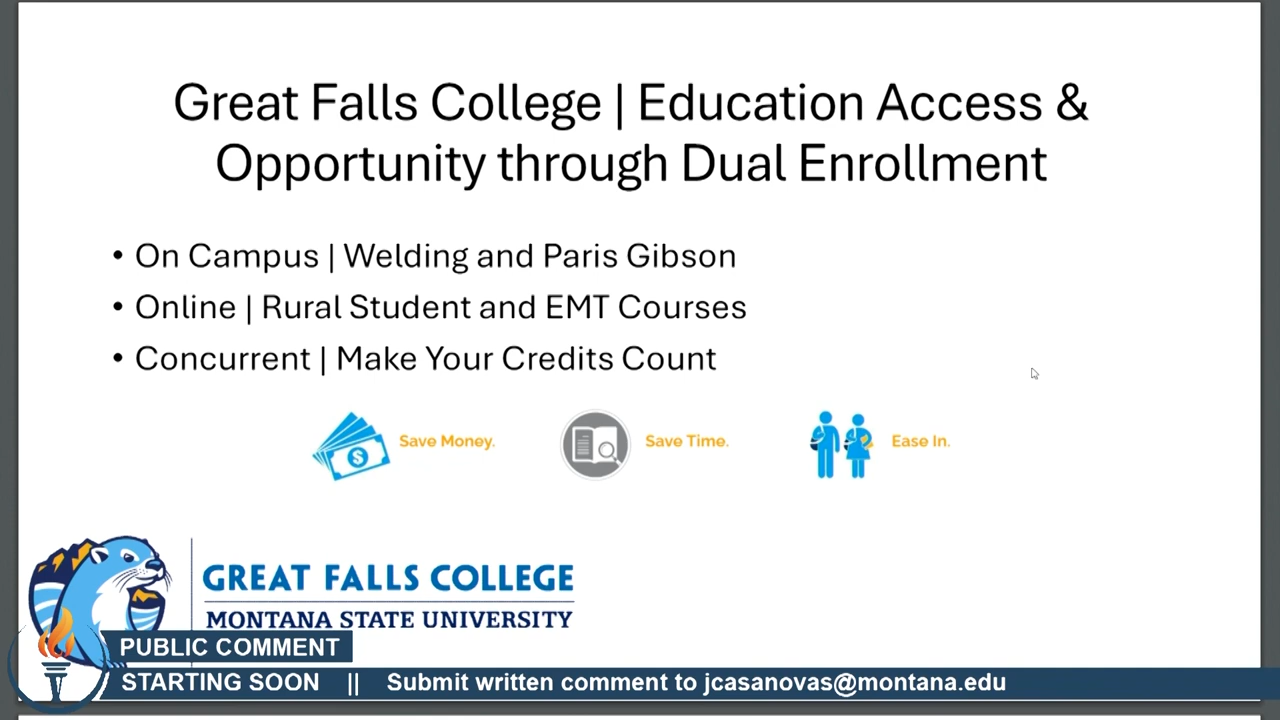 Great Falls College | Education Access &
Opportunity through Dual Enrollment
• On Campus | Welding and Paris Gibson
• Online | Rural Student and EMT Courses
• Concurrent | Make Your Credits Count
$ Save Money. Save Time. Ease In.
GREAT FALLS COLLEGE
MONTANA STATE UNIVERSITY
PUBLIC COMMENT
STARTING SOON || Submit written comment to jcasanovas@montana.edu